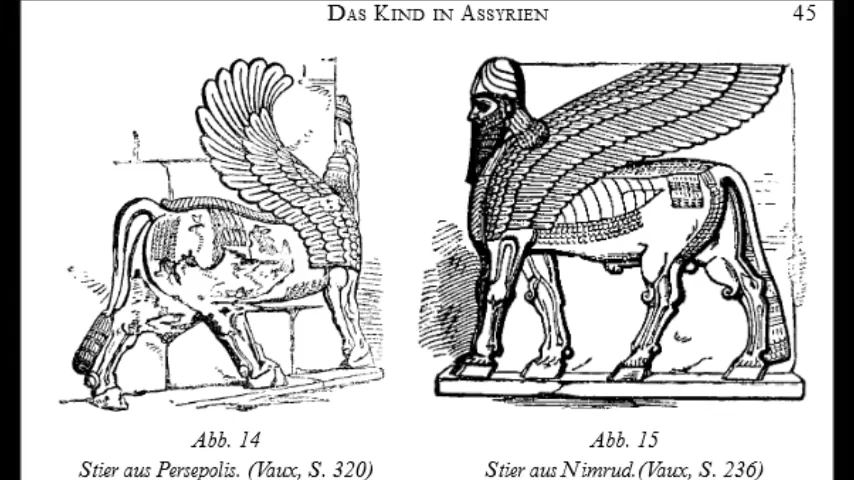 Das Kind in Assyrien 45
Abb. 14
Stier aus Persepolis. (Vaux, S. 320)
Abb. 15
Stier aus Nimrud.(Vaux, S. 236)